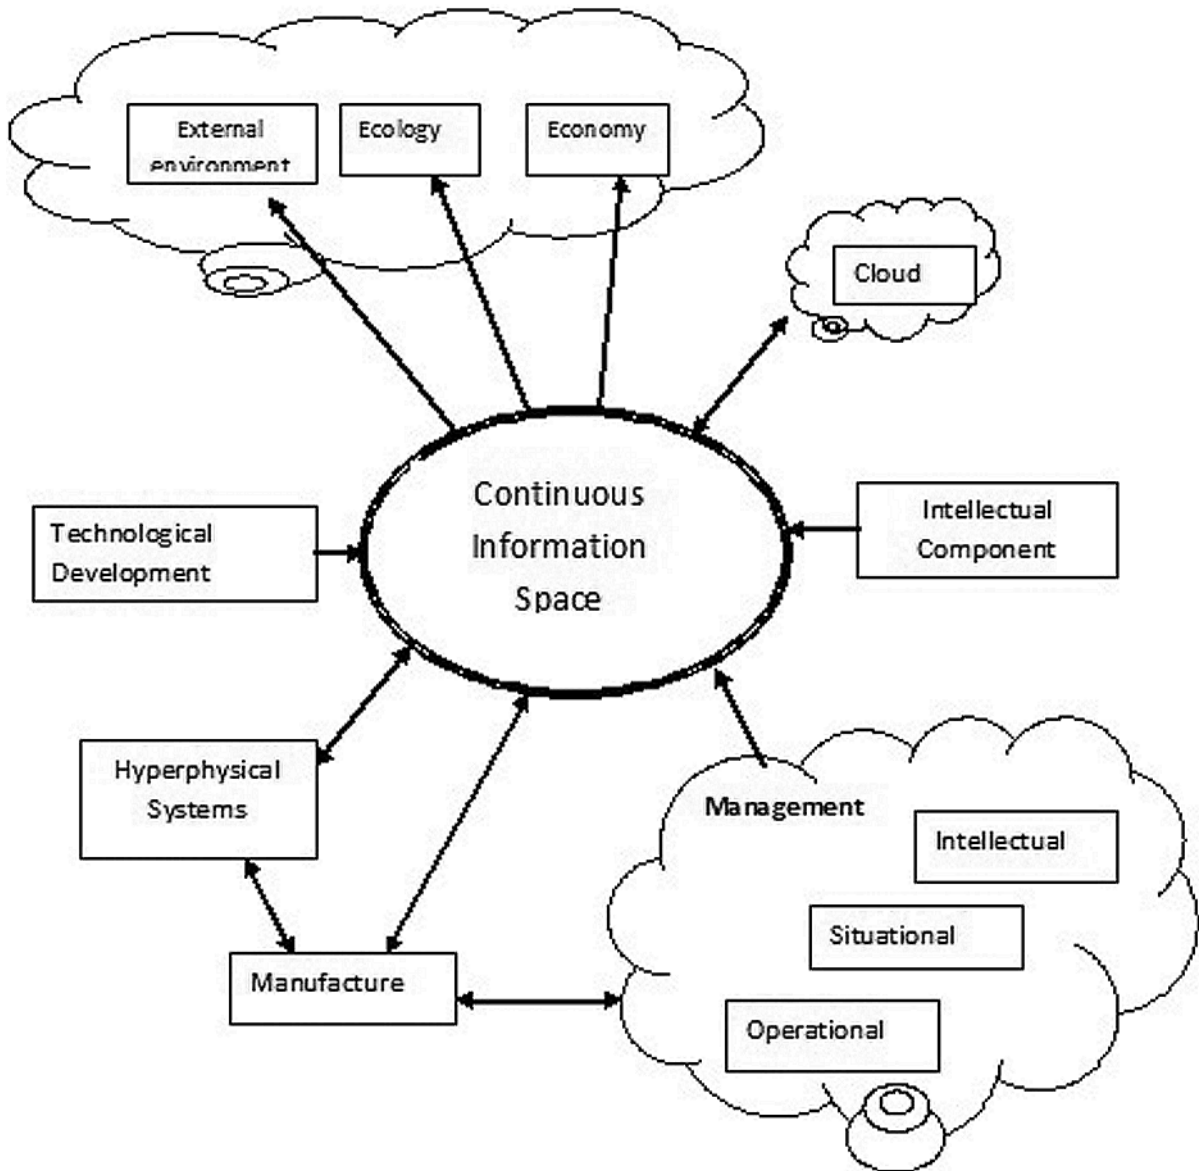 External
environment
Ecology
Economy
Cloud
Continuous
Information
Space
Technological
Development
Intellectual
Component
Hyperphysical
Systems
Management
Intellectual
Situational
Manufacture
Operational